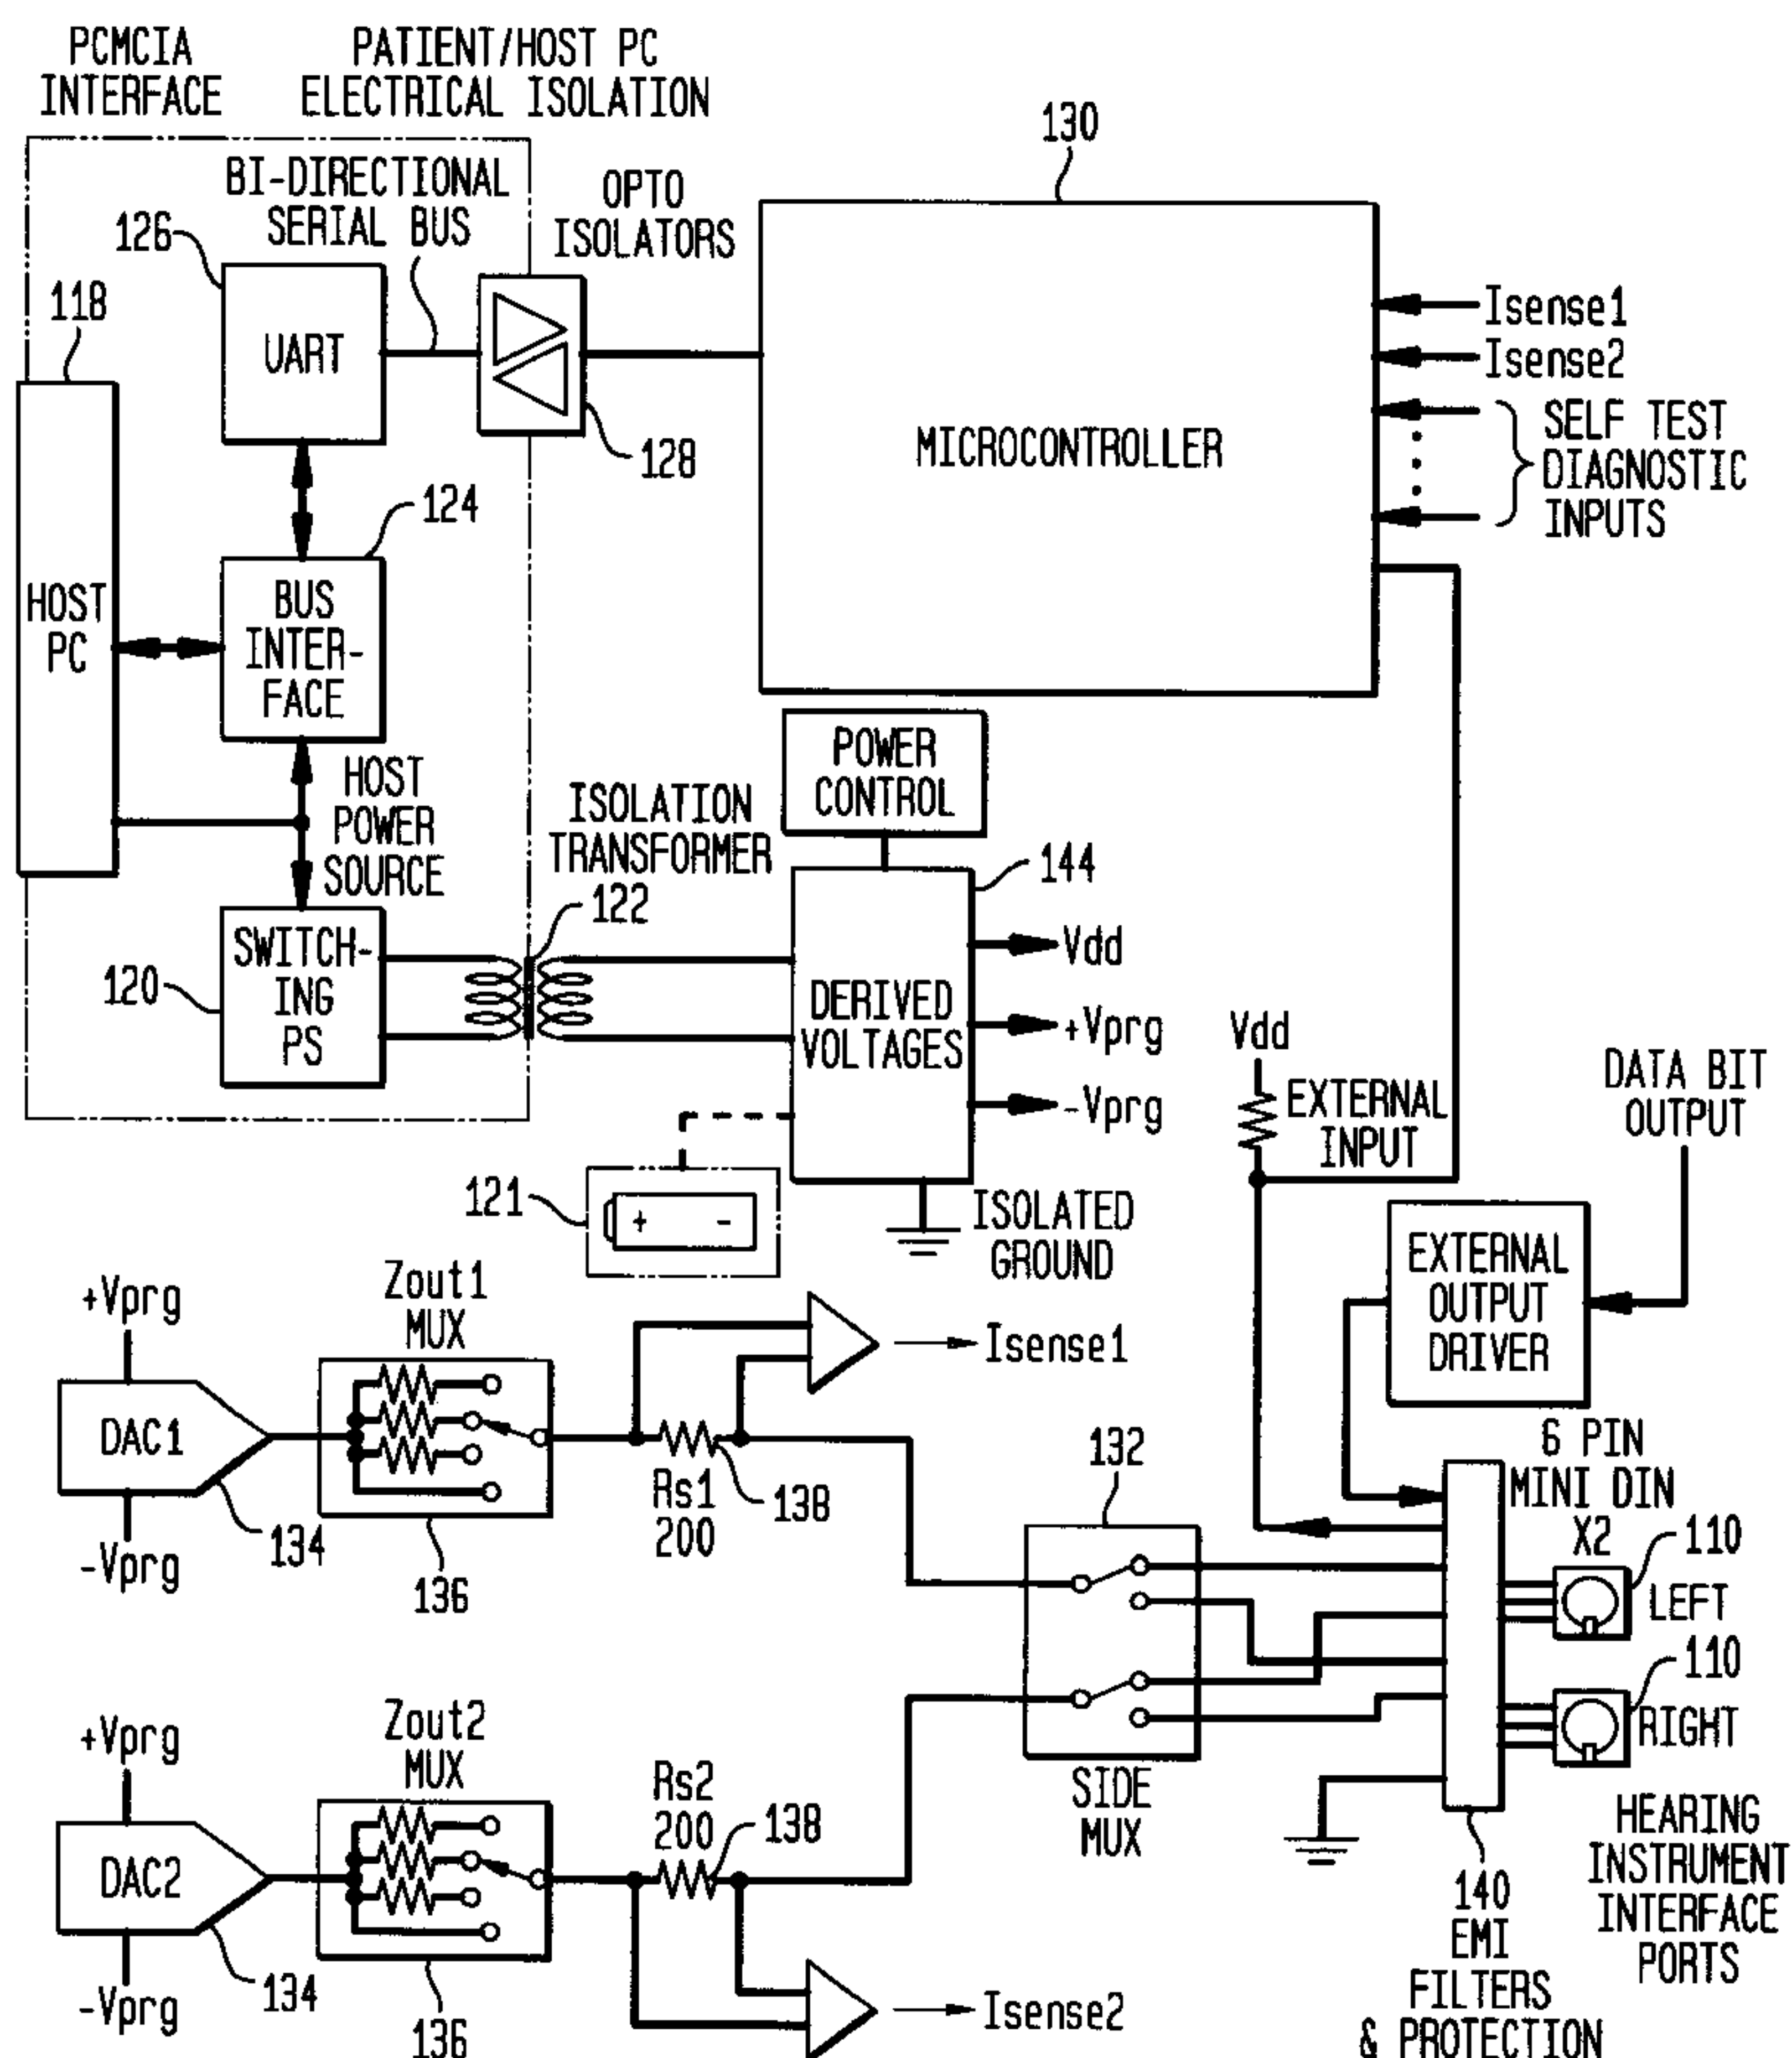 PCMCIA
INTERFACE
PATIENT/HOST PC
ELECTRICAL ISOLATION
BI-DIRECTIONAL
SERIAL BUS
OPTO
ISOLATORS
130
126
118
UART
128
MICROCONTROLLER
Isense1
Isense2
SELF TEST
DIAGNOSTIC
INPUTS
124
HOST
PC
BUS
INTER-
FACE
HOST
POWER
SOURCE
POWER
CONTROL
ISOLATION
TRANSFORMER
122
144
120
SWITCH-
ING
PS
DERIVED
VOLTAGES
Vdd
+Vprg
-Vprg
Vdd
EXTERNAL
INPUT
DATA BIT
OUTPUT
121
+ -
ISOLATED
GROUND
EXTERNAL
OUTPUT
DRIVER
+Vprg
Zout1
MUX
Isense1
DAC1
-Vprg
134
136
Rs1
200
138
132
6 PIN
MINI DIN
X2
110
LEFT
110
RIGHT
SIDE
MUX
+Vprg
Zout2
MUX
Rs2
200
138
DAC2
-Vprg
134
136
Isense2
140
EMI
FILTERS
& PROTECTION
HEARING
INSTRUMENT
INTERFACE
PORTS